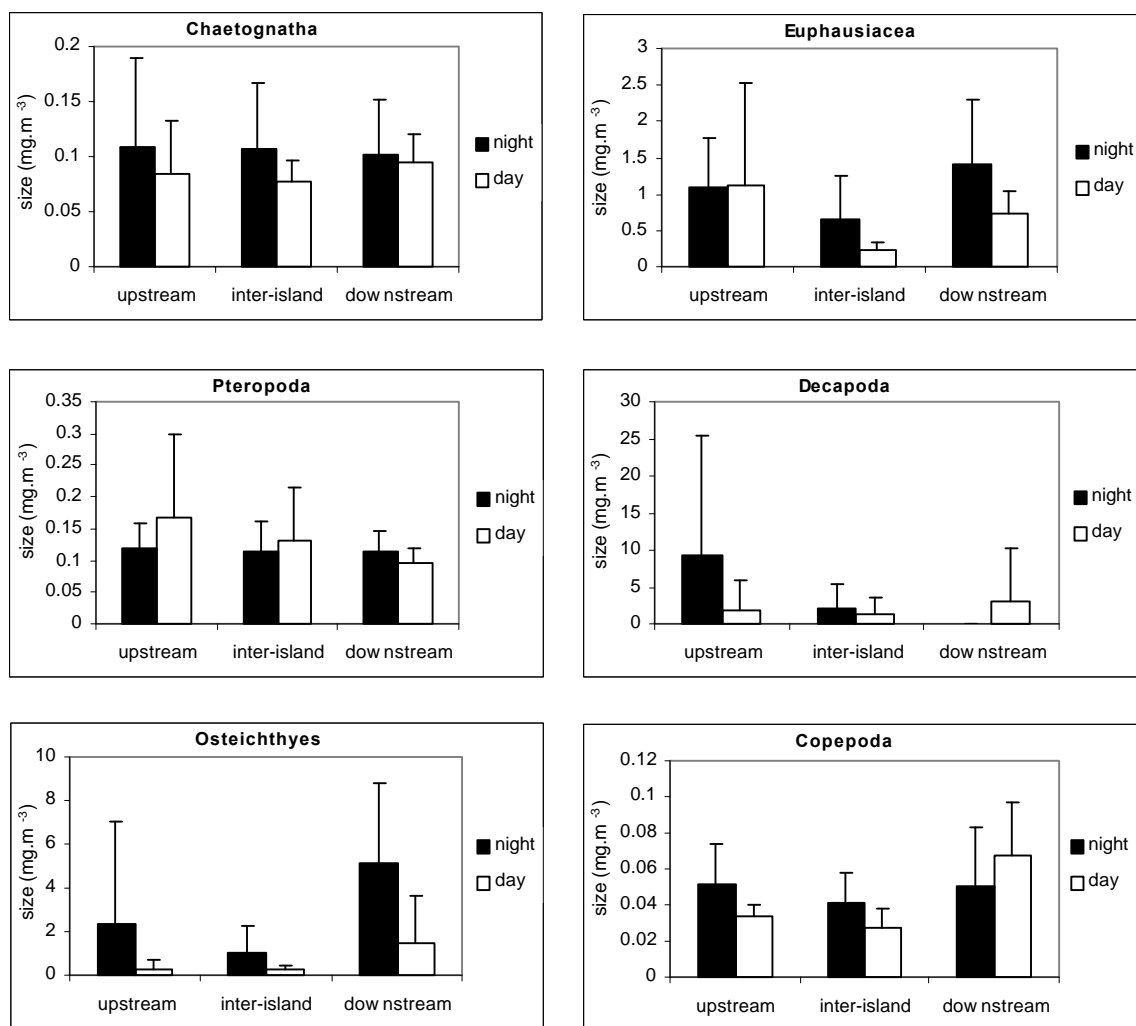 Chaetognatha
size (mg.m -3)
0.2
0.15
0.1
0.05
0
upstream inter-island dow nstream
night
day
Euphausiacea
size (mg.m -3)
3
2.5
2
1.5
1
0.5
0
upstream inter-island dow nstream
night
day
Pteropoda
size (mg.m -3)
0.35
0.3
0.25
0.2
0.15
0.1
0.05
0
upstream inter-island dow nstream
night
day
Decapoda
size (mg.m -3)
30
25
20
15
10
5
0
upstream inter-island dow nstream
night
day
Osteichthyes
size (mg.m -3)
10
8
6
4
2
0
upstream inter-island dow nstream
night
day
Copepoda
size (mg.m -3)
0.12
0.1
0.08
0.06
0.04
0.02
0
upstream inter-island dow nstream
night
day